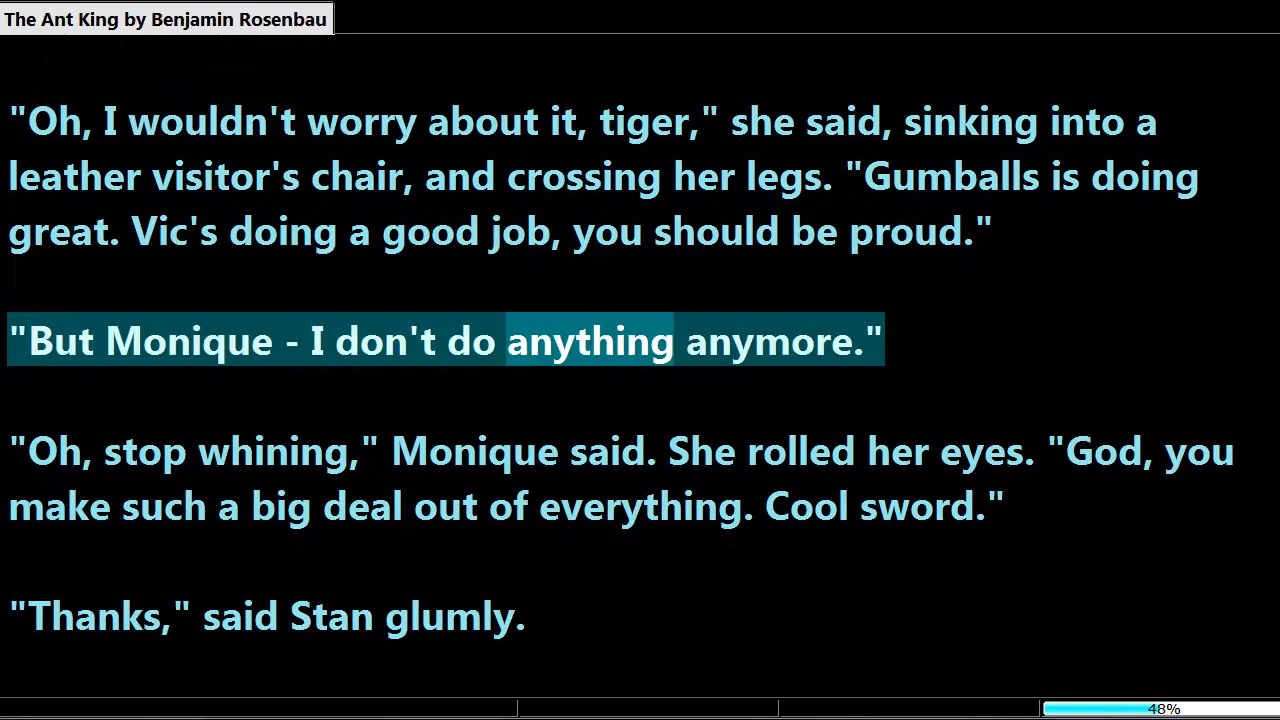 The Ant King by Benjamin Rosenbau
"Oh, I wouldn't worry about it, tiger," she said, sinking into a
leather visitor's chair, and crossing her legs. "Gumballs is doing
great. Vic's doing a good job, you should be proud."
"But Monique - I don't do anything anymore."
"Oh, stop whining," Monique said. She rolled her eyes. "God, you
make such a big deal out of everything. Cool sword."
"Thanks," said Stan glumly.
48%